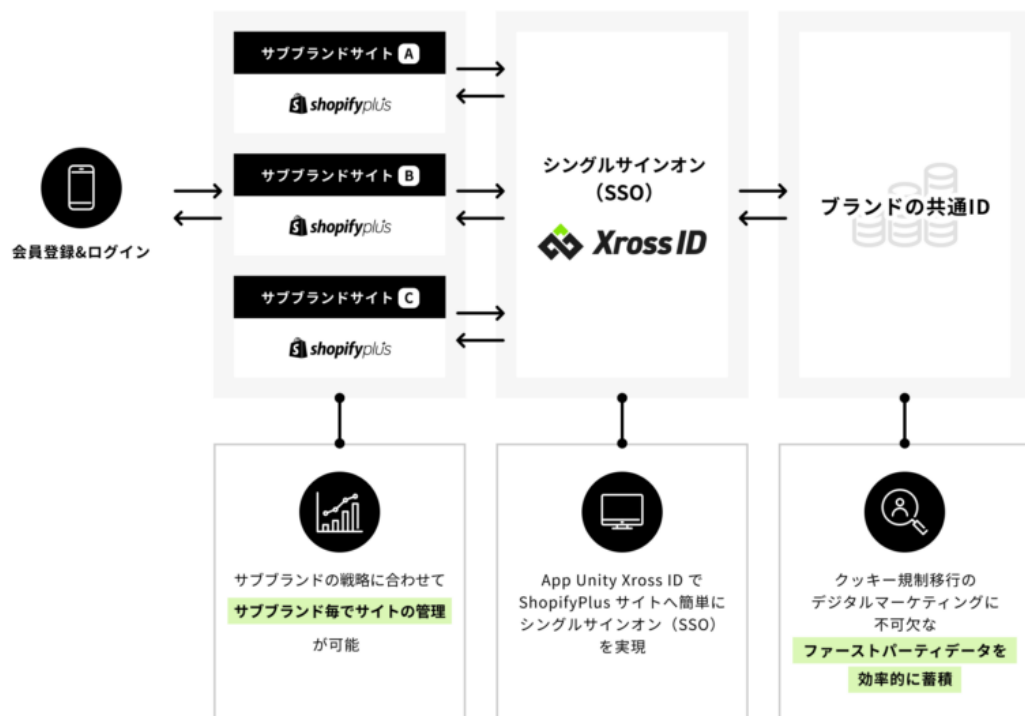 サブブランドサイト A
shopifyplus
サブブランドサイト B
shopifyplus
サブブランドサイト C
shopifyplus
会員登録&ログイン
シングルサインオン
（SSO）
Xross ID
ブランドの共通ID
サブブランドの戦略に合わせて
サブブランド毎でサイトの管理
が可能
App Unity Xross ID で
ShopifyPlus サイトへ簡単に
シングルサインオン（SSO）
を実現
クッキー規制移行の
デジタルマーケティングに
不可欠な
ファーストパーティデータを
効率的に蓄積